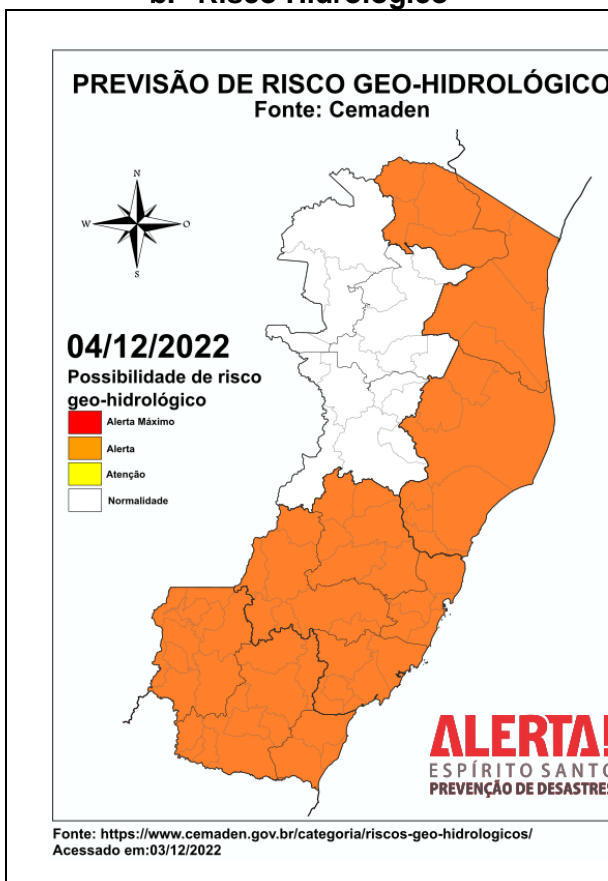 b. Risco Hidrológico
PREVISÃO DE RISCO GEO-HIDROLÓGICO
Fonte: Cemaden
N
W
O
S
04/12/2022
Possibilidade de risco
geo-hidrológico
Alerta Máximo
Alerta
Atenção
Normalidade
ALERTA!
ESPÍRITO SANTO
PREVENÇÃO DE DESASTRES
Fonte: https://www.cemaden.gov.br/categoria/riscos-geo-hidrologicos/
Acessado em:03/12/2022